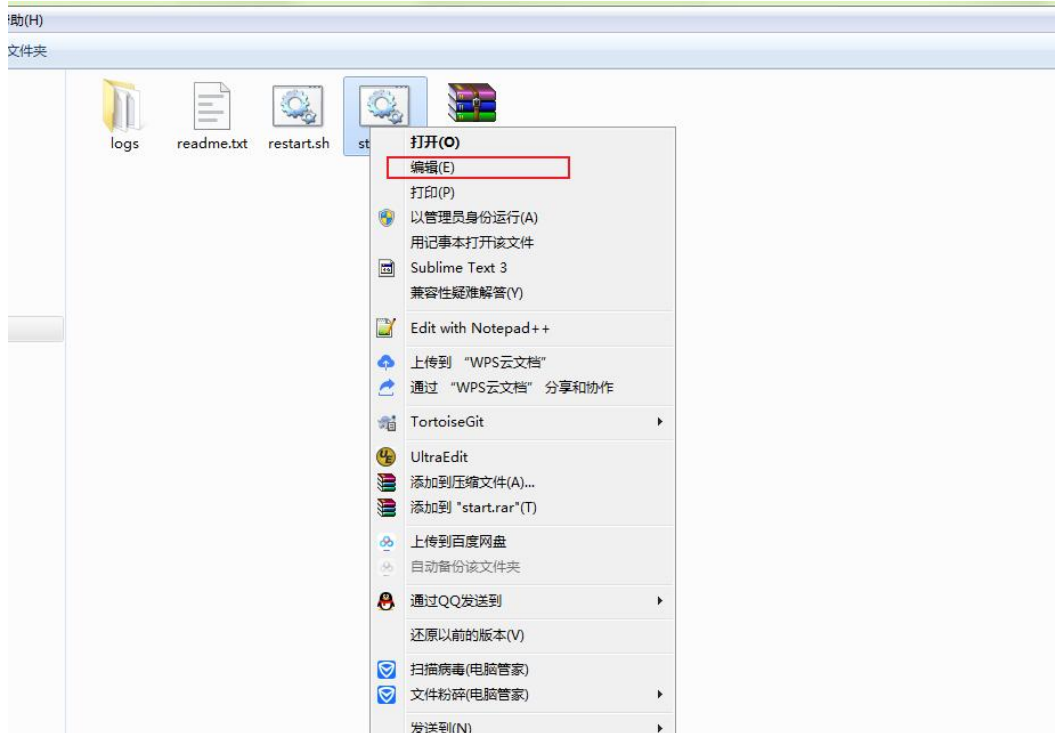 助(H)
文件夹
logs
readme.txt
restart.sh
st
打开(O)
编辑(E)
打印(P)
以管理员身份运行(A)
用记事本打开该文件
Sublime Text 3
兼容性疑难解答(Y)
Edit with Notepad++
上传到 “WPS云文档”
通过 “WPS云文档” 分享和协作
TortoiseGit
UltraEdit
添加到压缩文件(A)...
添加到 "start.rar"(T)
上传到百度网盘
自动备份该文件夹
通过QQ发送到
还原以前的版本(V)
扫描病毒(电脑管家)
文件粉碎(电脑管家)
发送到(N)